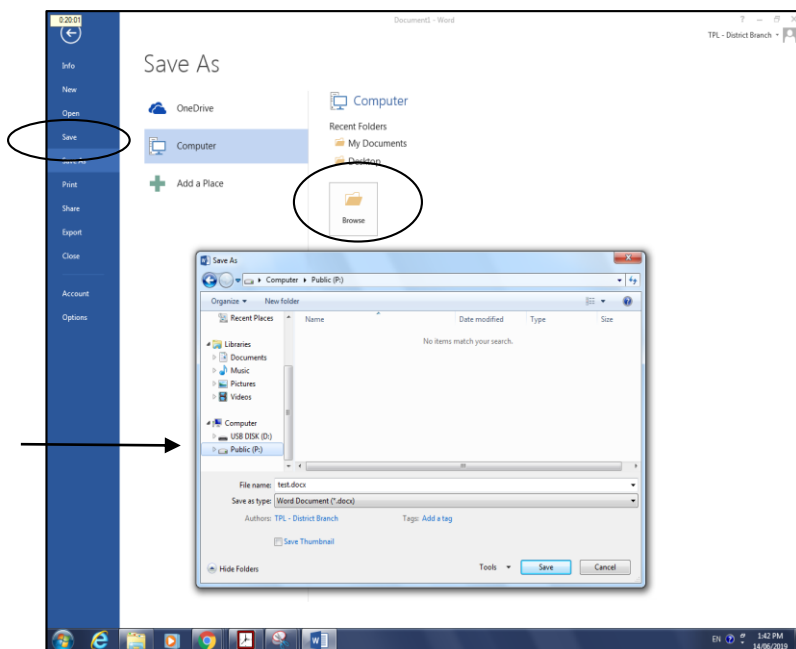 0:20:01
Document1 - Word
? – X
TPL - District Branch
Info
New
Open
Save
Save As
Print
Share
Export
Close
Account
Options
Save As
OneDrive
Computer
Add a Place
Computer
Recent Folders
My Documents
Desktop
Browse
Save As
Computer Public (P:)
Organize New folder
Recent Places
Libraries
Documents
Music
Pictures
Videos
Computer
USB DISK (D:)
Public (P:)
Name Date modified Type Size
No items match your search.
File name: test.docx
Save as type: Word Document (*.docx)
Authors: TPL - District Branch Tags: Add a tag
Save Thumbnail
Hide Folders Tools Save Cancel
EN 1:42 PM
14/06/2019